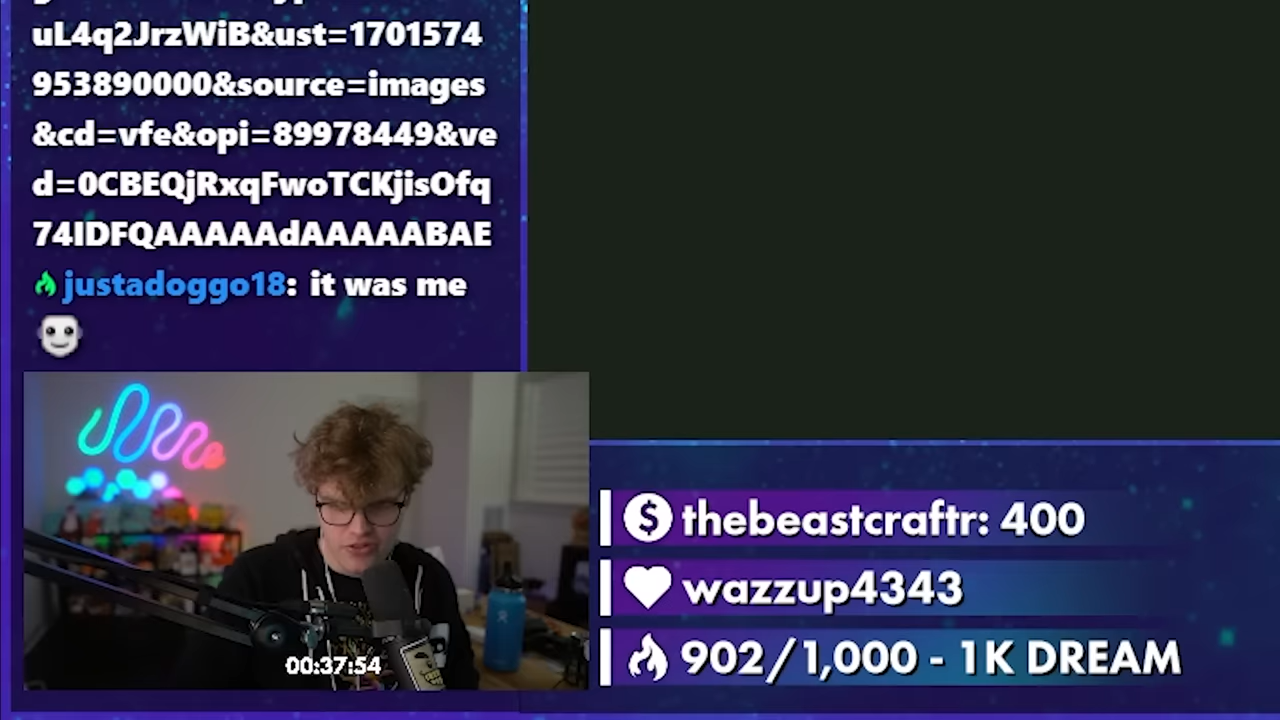 uL4q2JrzWiB&ust=1701574
953890000&source=images
&cd=vfe&opi=89978449&ve
d=0CBEQjRxqFwoTCKjisOfq
74IDFQAAAAAdAAAAABAE
justadoggo18: it was me
00:37:54
$ thebeastcraftr: 400
wazzup4343
902/1,000 - 1K DREAM